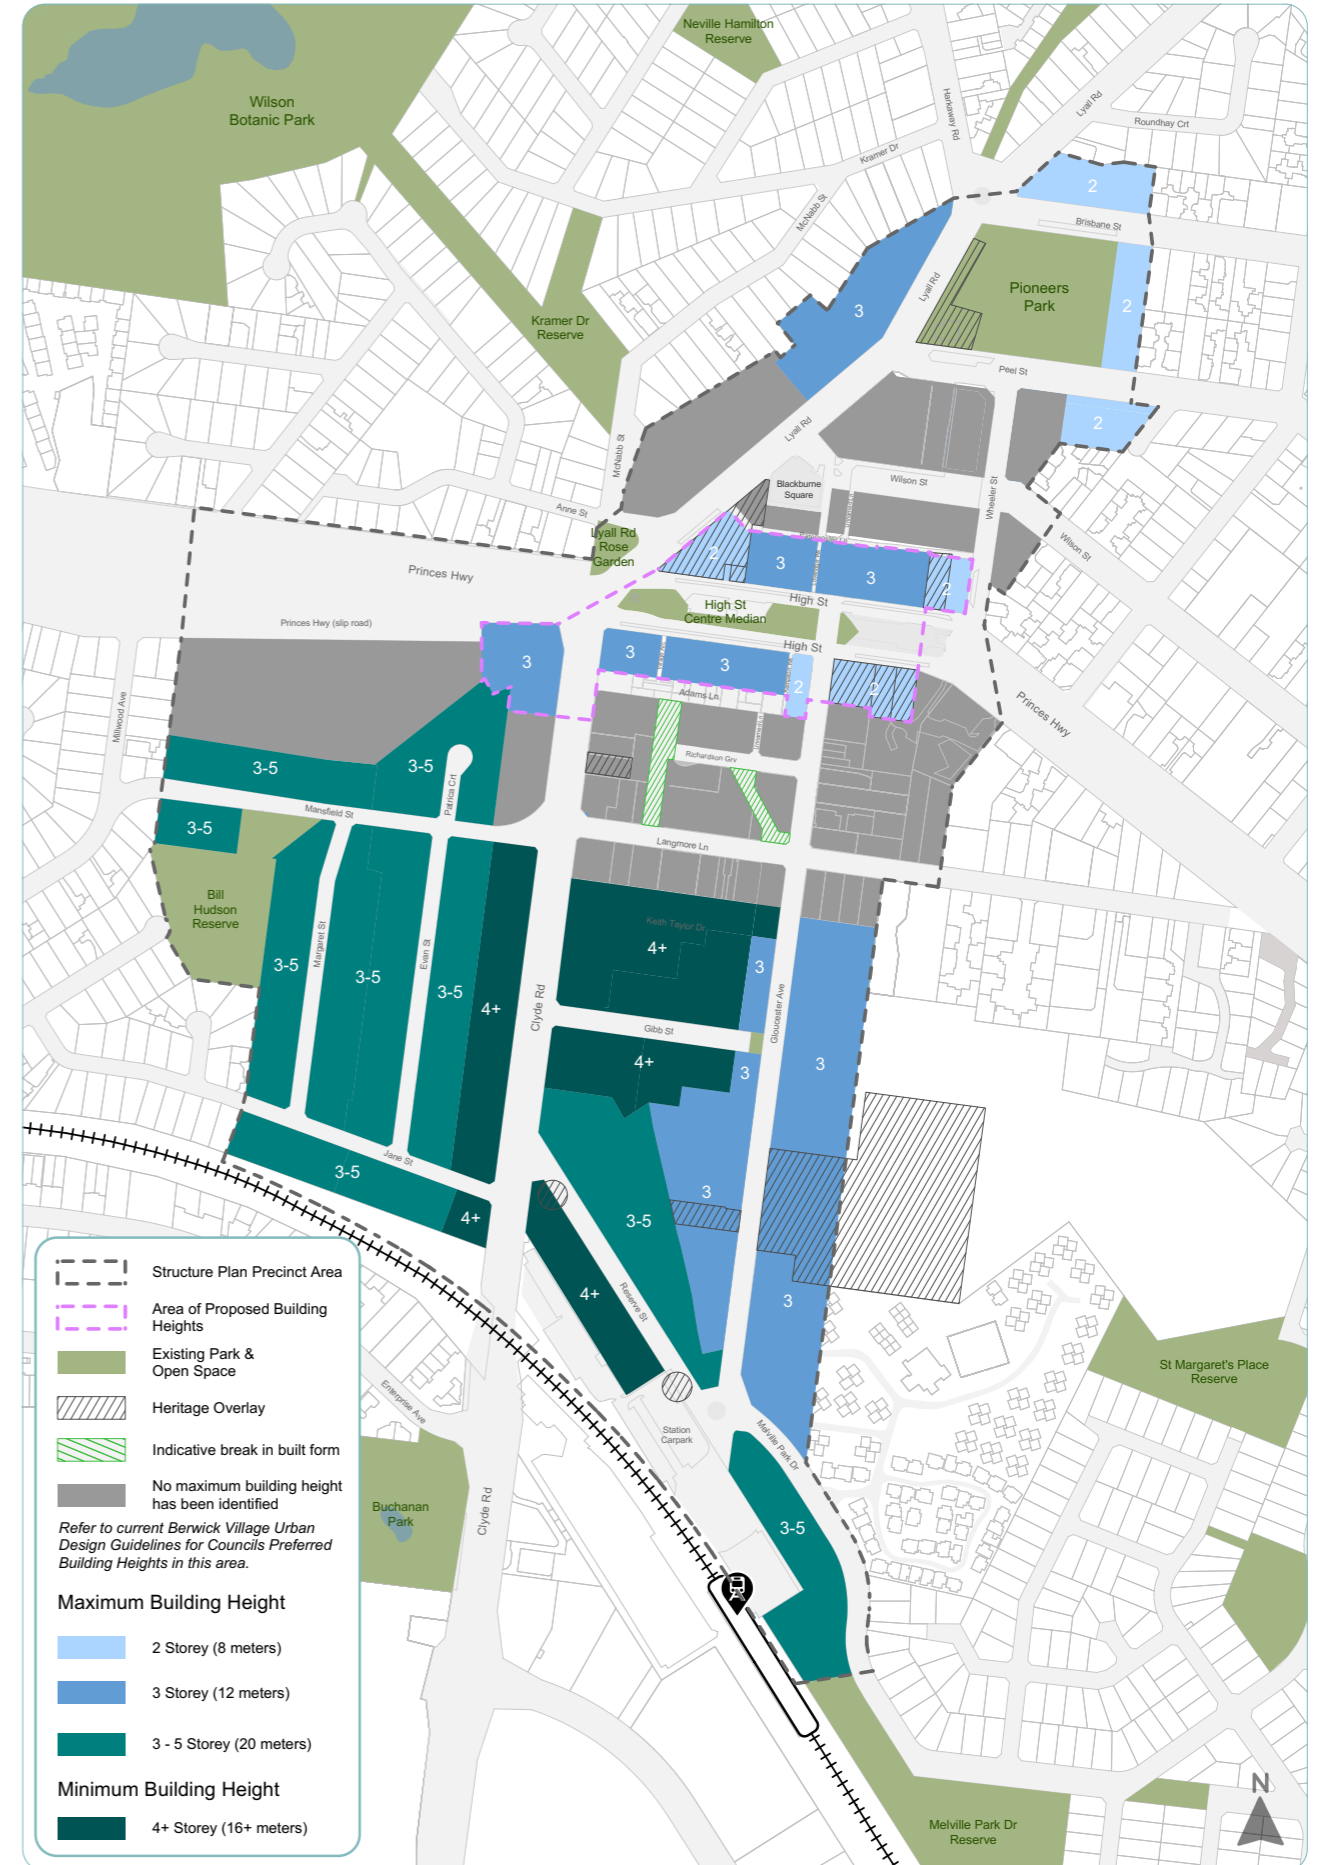 Neville Hamilton
Reserve
Wilson
Botanic Park
Harkaway Rd
Lyall Rd
Roundhay Crt
Kramer Dr
McNabb St
2
Brisbane St
Lyall Rd
Pioneers
Park
2
3
Kramer Dr
Reserve
Peel St
2
Lyall Rd
McNabb St
Blackburne
Square
Wilson St
Wheeler St
Anne St
Lyall Rd
Rose
Garden
Wilson St
2
3
3
2
Princes Hwy
High St
High St
Centre Median
Princes Hwy (slip road)
High St
3
3
3
2
2
Adams Ln
Millwood Ave
Princes Hwy
Richardson Grv
3-5
3-5
Patrica Crt
Mansfield St
3-5
Langmore Ln
Bill
Hudson
Reserve
Keith Taylor Dr
4+
3
Margaret St
Evan St
3-5
3-5
3-5
4+
Clyde Rd
Gloucester Ave
Gibb St
4+
3
3
Jane St
3-5
3
4+
3-5
4+
Reserve St
3
Enterprise Ave
Station
Carpark
Melville Park Dr
St Margaret's Place
Reserve
Buchanan
Park
Clyde Rd
3-5
Melville Park Dr
Reserve
N
Structure Plan Precinct Area
Area of Proposed Building
Heights
Existing Park &
Open Space
Heritage Overlay
Indicative break in built form
No maximum building height
has been identified
Refer to current Berwick Village Urban
Design Guidelines for Councils Preferred
Building Heights in this area.
Maximum Building Height
2 Storey (8 meters)
3 Storey (12 meters)
3 - 5 Storey (20 meters)
Minimum Building Height
4+ Storey (16+ meters)